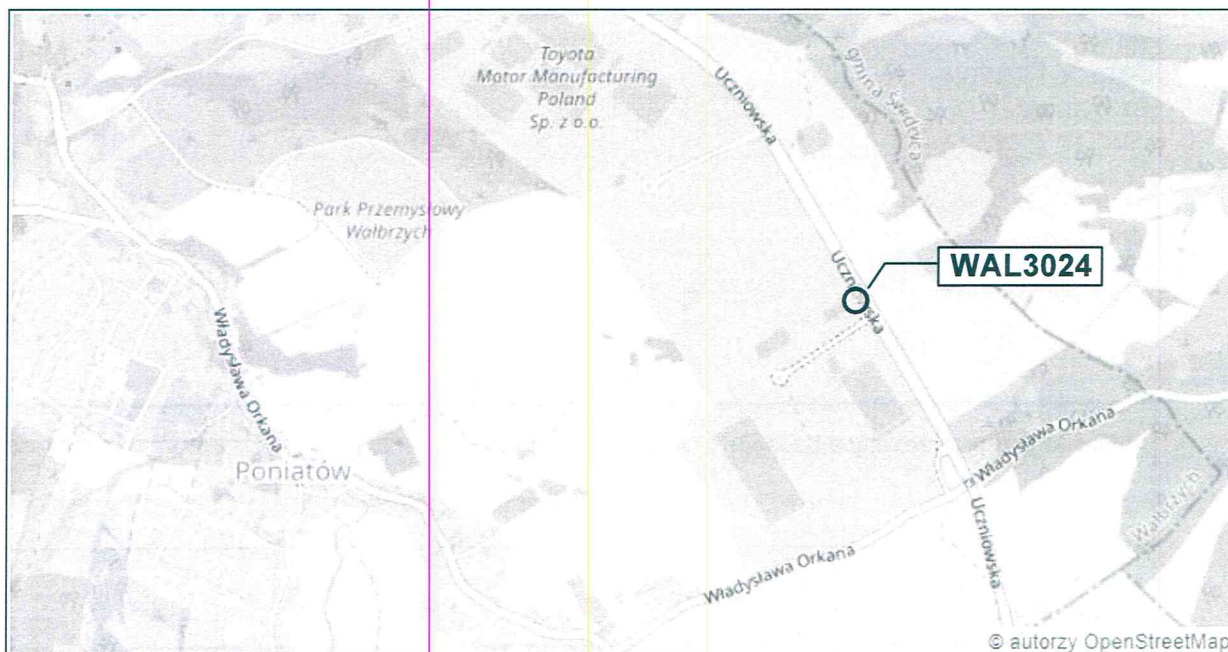 Toyota
Motor Manufacturing
Poland
Sp. z o.o.
Uczniowska
gmina Świdnica
Park Przemysłowy
Wałbrzych
Uczniowska
WAL3024
Władysława Orkana
Władysława Orkana
Poniatów
Wałbrzych
Uczniowska
Władysława Orkana
© autorzy OpenStreetMap